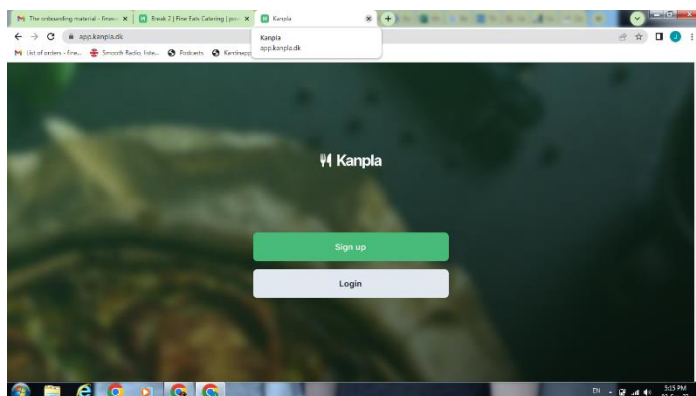 The onboarding material - fine
Break 2 | Fine Eats Catering |
Kanpla
app.kanpla.dk
Kanpla
app.kanpla.dk
List of orders - fine...
Smooth Radio, liste...
Podcasts
Kanpla
Sign up
Login
EN
5:15 PM